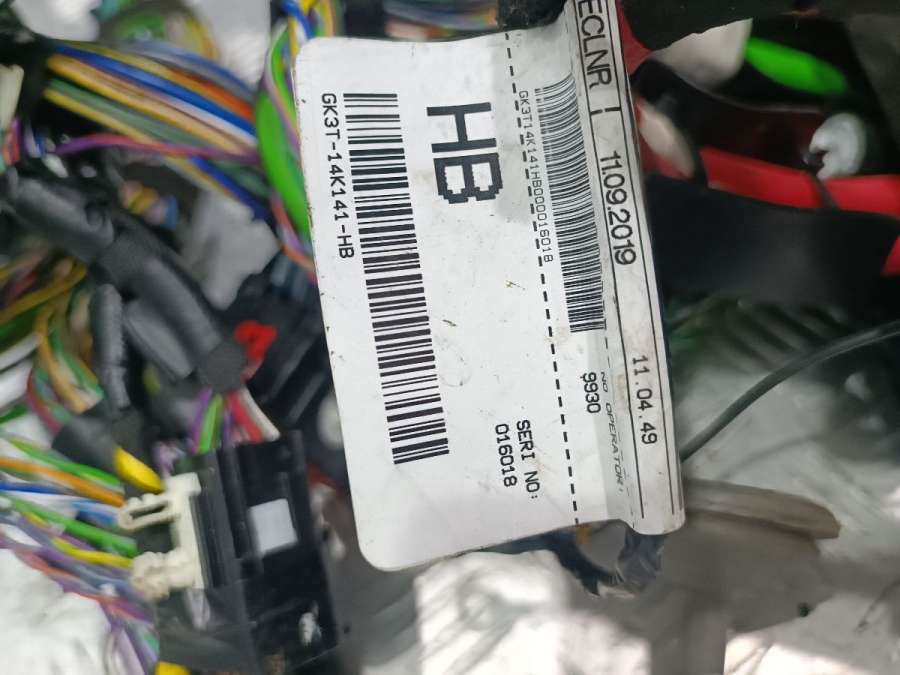 ECLNR
11.09.2019
11.04.49
GK3T14K141HB000016018
NO OPERATOR:
9930
HB
SERI NO:
016018
GK3T-14K141-HB